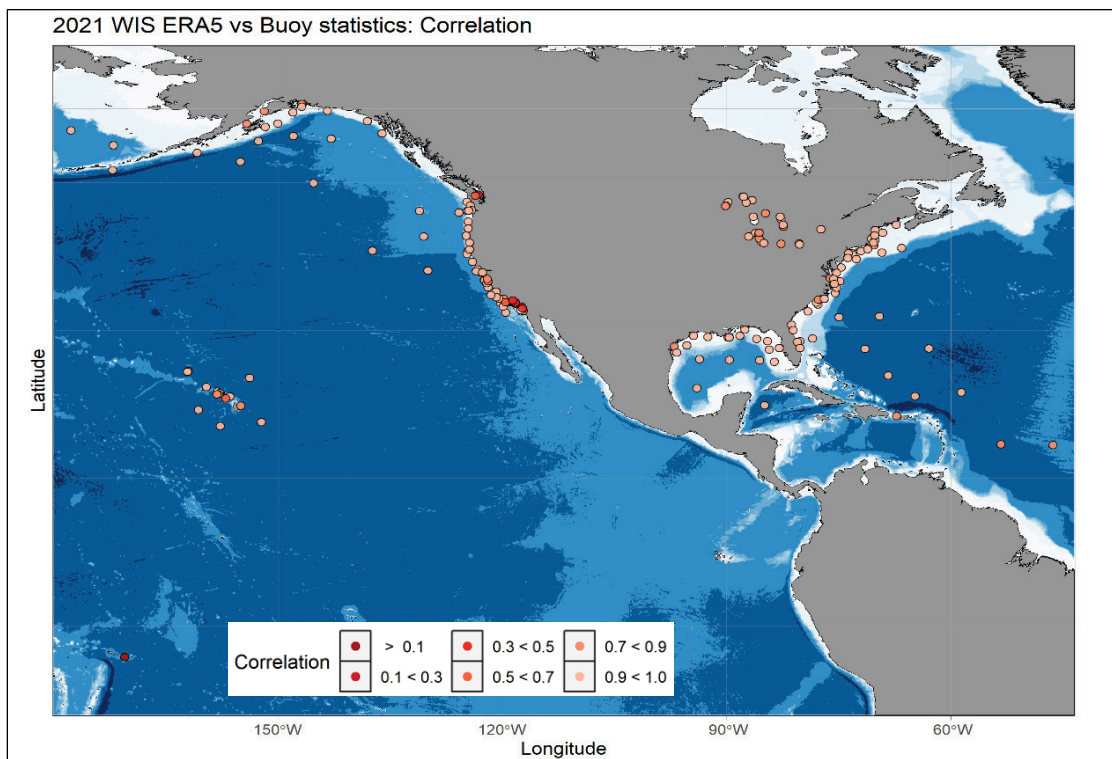 2021 WIS ERA5 vs Buoy statistics: Correlation
Latitude
150°W 120°W 90°W 60°W
Longitude
Correlation
> 0.1 0.3 < 0.5 0.7 < 0.9
0.1 < 0.3 0.5 < 0.7 0.9 < 1.0